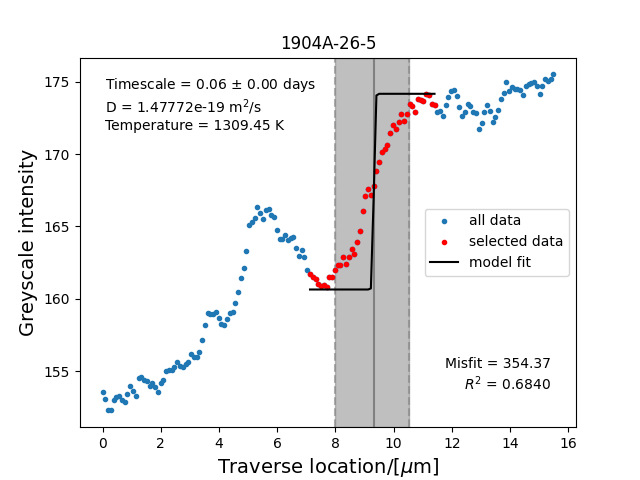 1904A-26-5
Timescale = 0.06 ± 0.00 days
D = 1.47772e-19 m²/s
Temperature = 1309.45 K
175
170
165
160
155
Greyscale intensity
all data
selected data
model fit
Misfit = 354.37
R² = 0.6840
0 2 4 6 8 10 12 14 16
Traverse location/[μm]